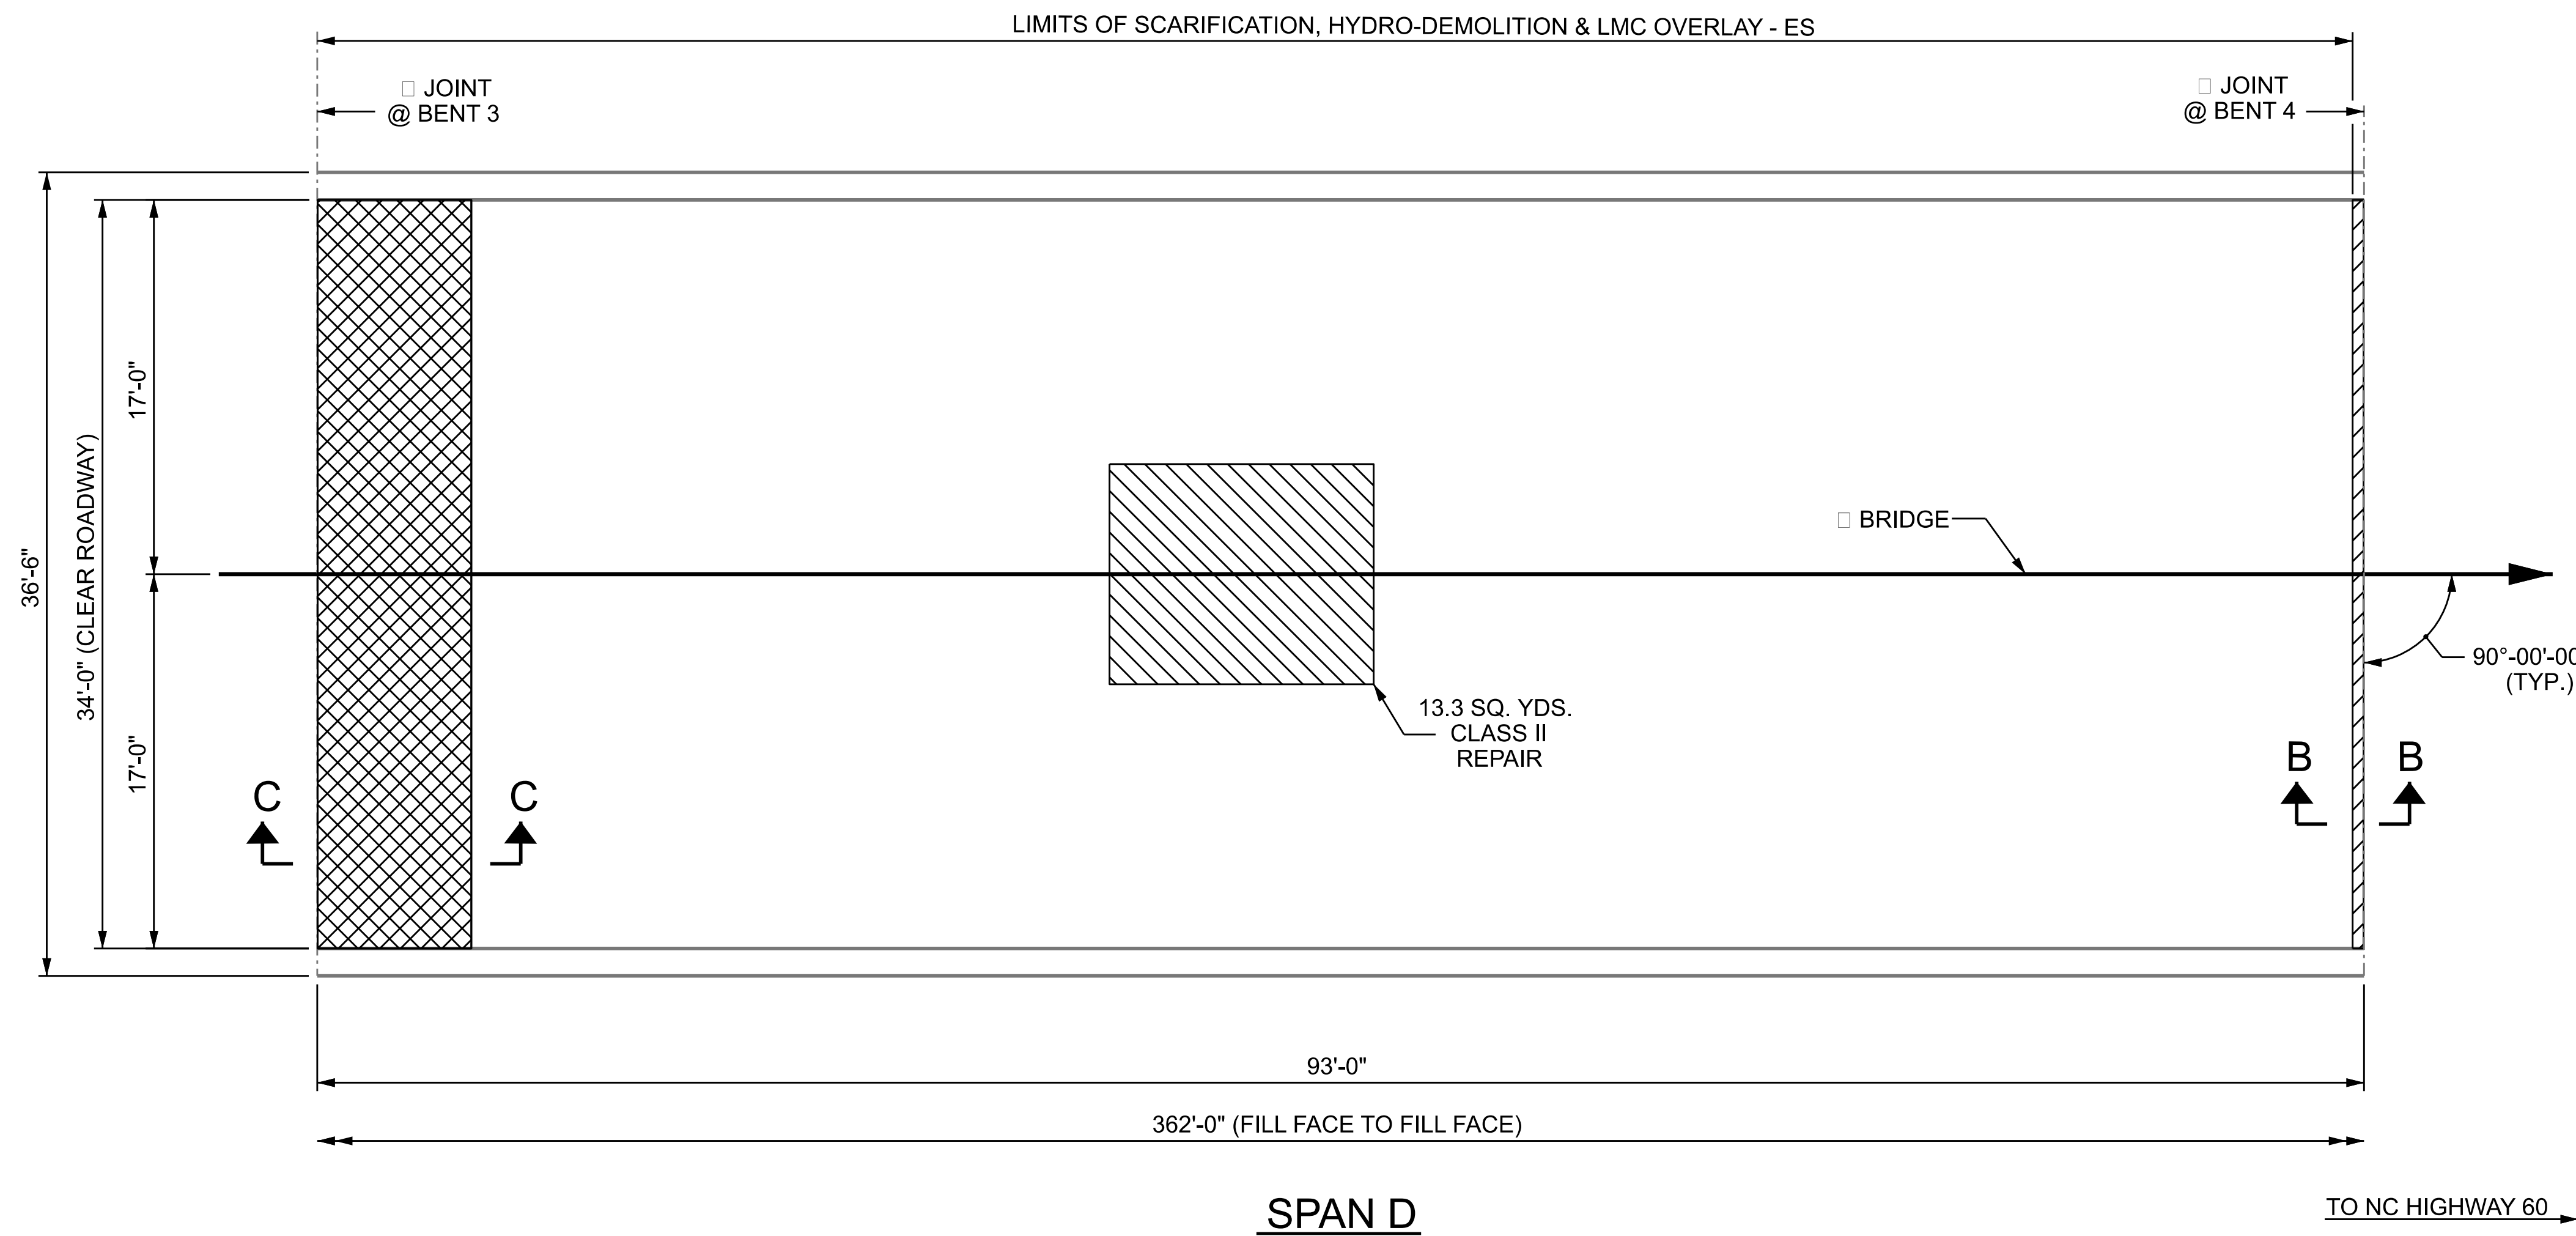 LIMITS OF SCARIFICATION, HYDRO-DEMOLITION & LMC OVERLAY - ES
JOINT
@ BENT 3
JOINT
@ BENT 4
36'-6"
34'-0" (CLEAR ROADWAY)
17'-0"
17'-0"
BRIDGE
90°-00'-00
(TYP.)
13.3 SQ. YDS.
CLASS II
REPAIR
C
C
B
B
93'-0"
362'-0" (FILL FACE TO FILL FACE)
SPAN D
TO NC HIGHWAY 60